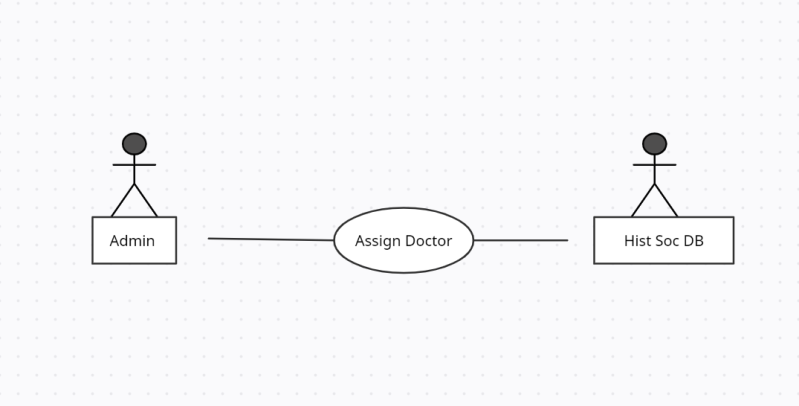 Admin
Assign Doctor
Hist Soc DB